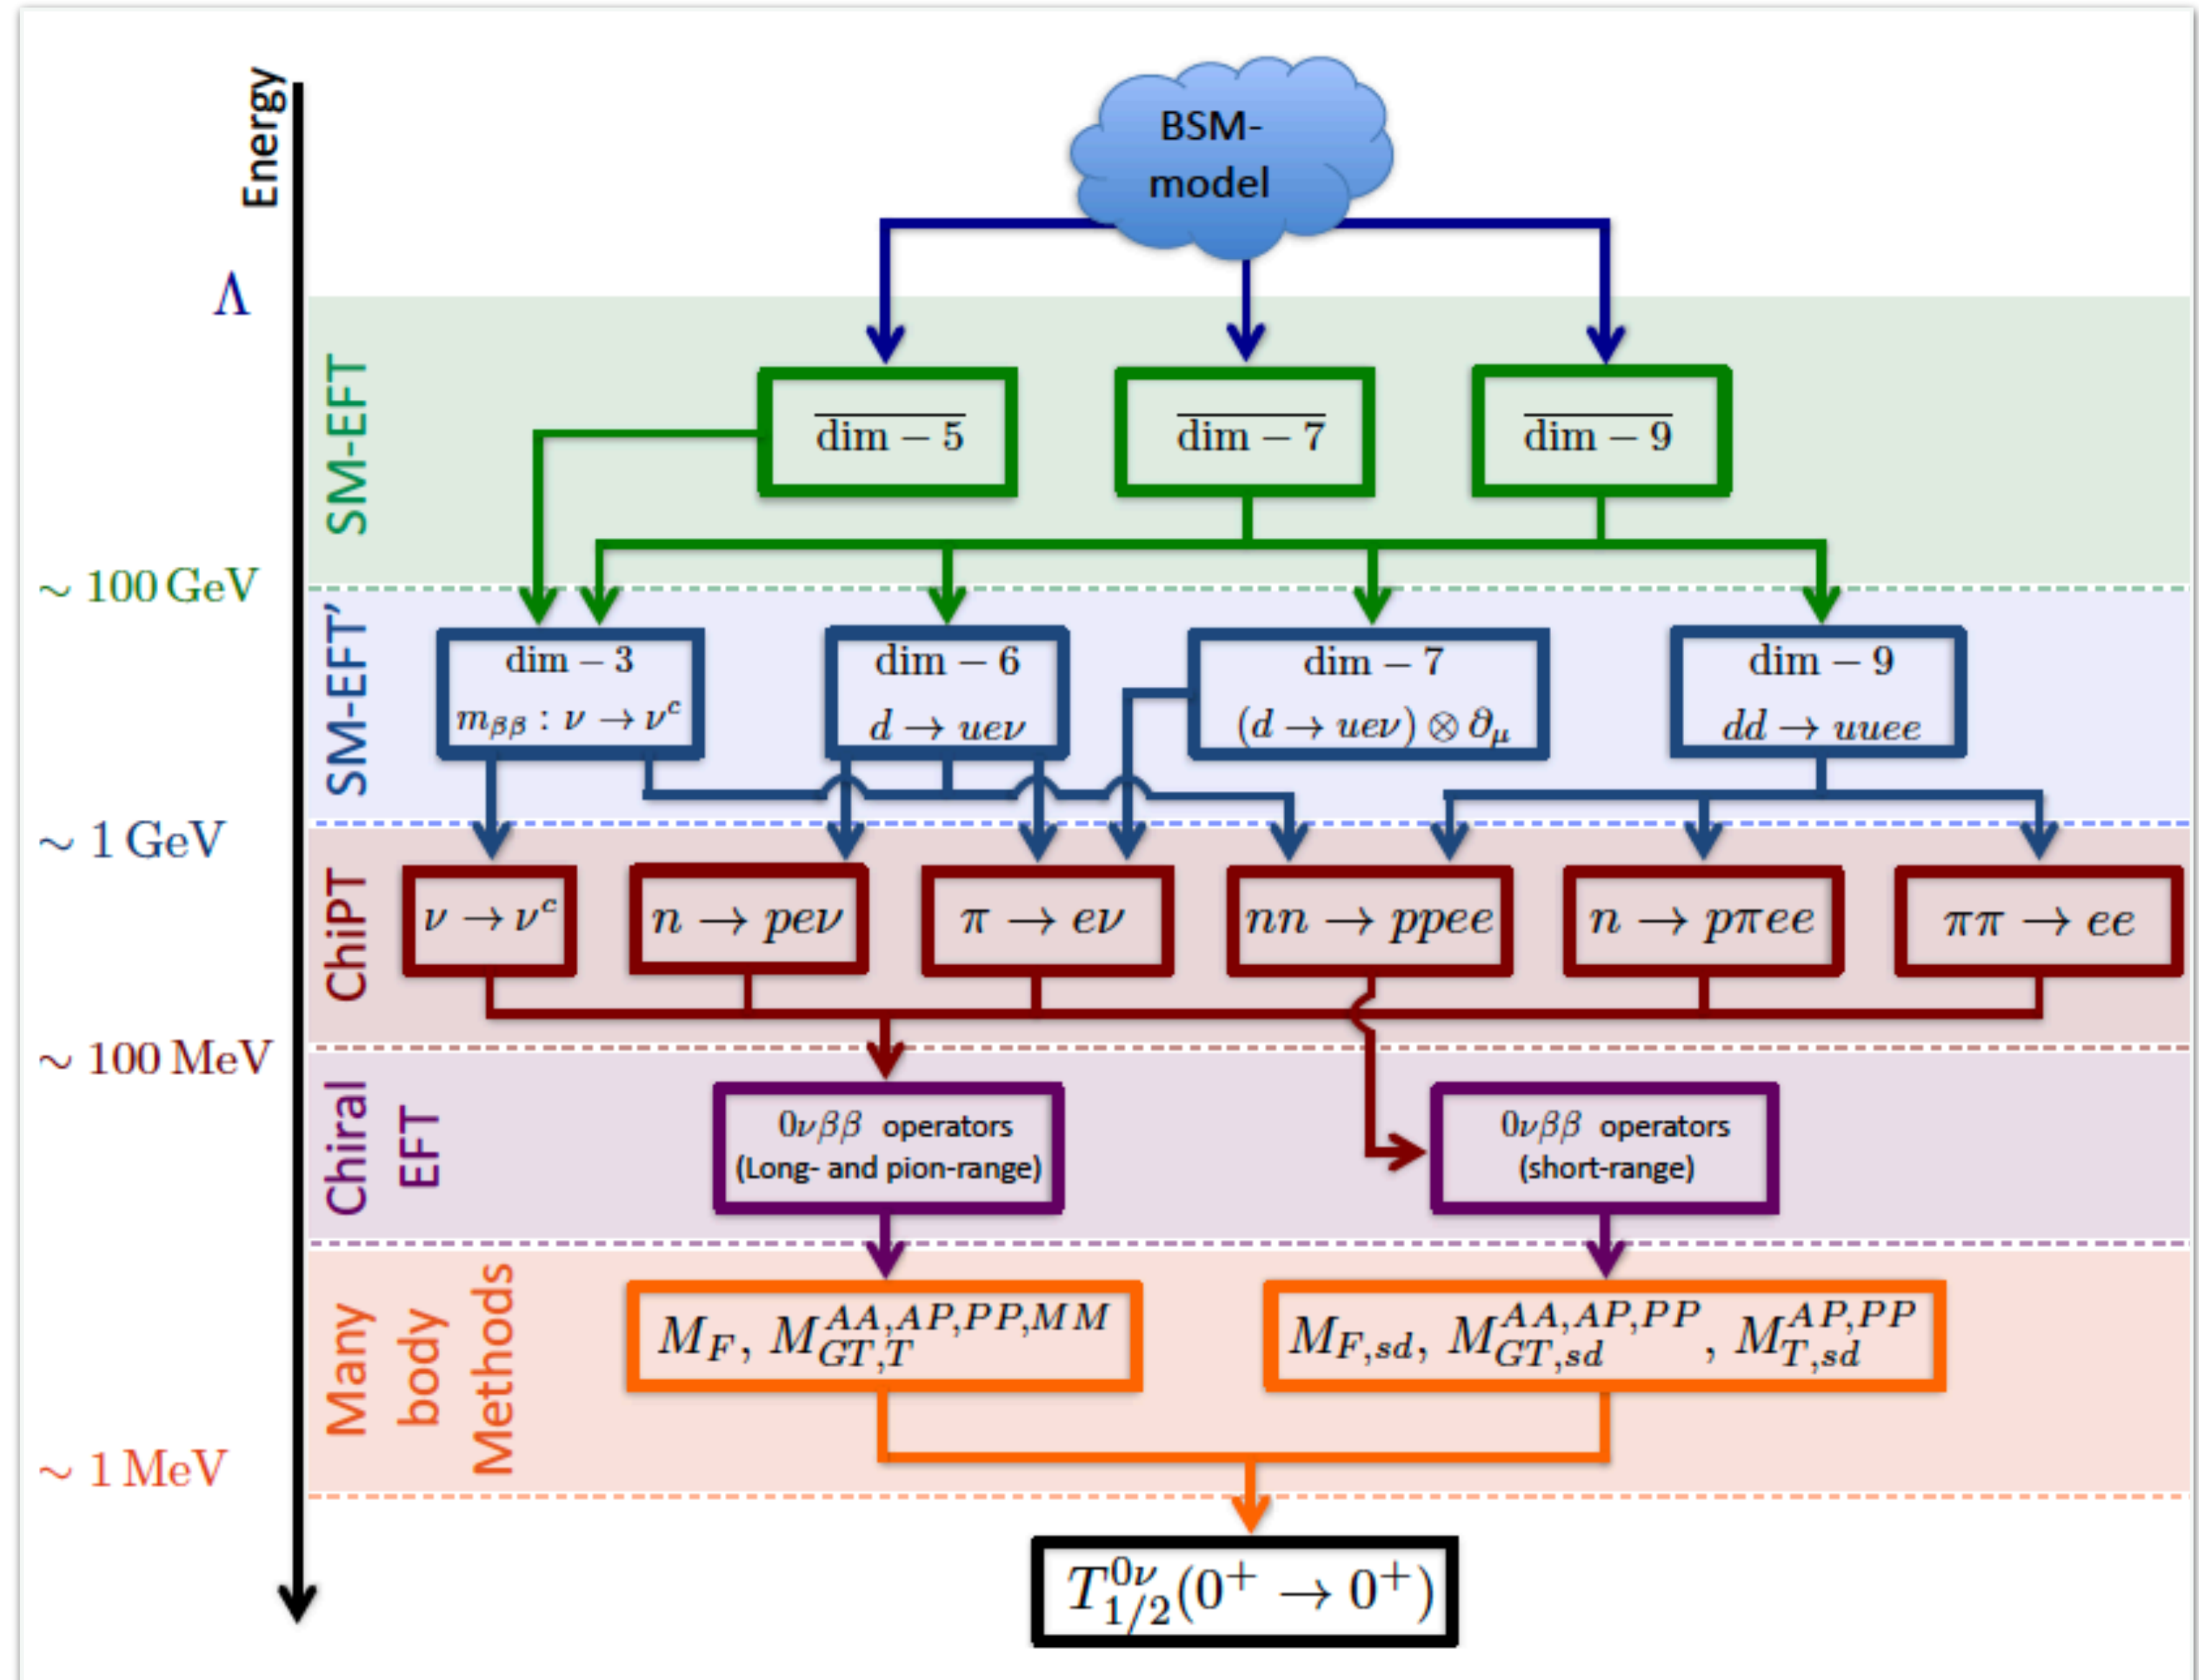 Energy
BSM-
model
Λ
SM-EFT
dim − 5
dim − 7
dim − 9
∼ 100 GeV
SM-EFT’
dim − 3
m_{ββ} : ν → ν^c
dim − 6
d → ueν
dim − 7
(d → ueν) ⊗ ∂_μ
dim − 9
dd → uuee
∼ 1 GeV
ChiPT
ν → ν^c
n → peν
π → eν
nn → ppee
n → pπee
ππ → ee
∼ 100 MeV
Chiral
EFT
0νββ operators
(Long- and pion-range)
0νββ operators
(short-range)
Many
body
Methods
M_F, M_{GT,T}^{AA,AP,PP,MM}
M_{F,sd}, M_{GT,sd}^{AA,AP,PP}, M_{T,sd}^{AP,PP}
∼ 1 MeV
T_{1/2}^{0ν}(0^+ → 0^+)